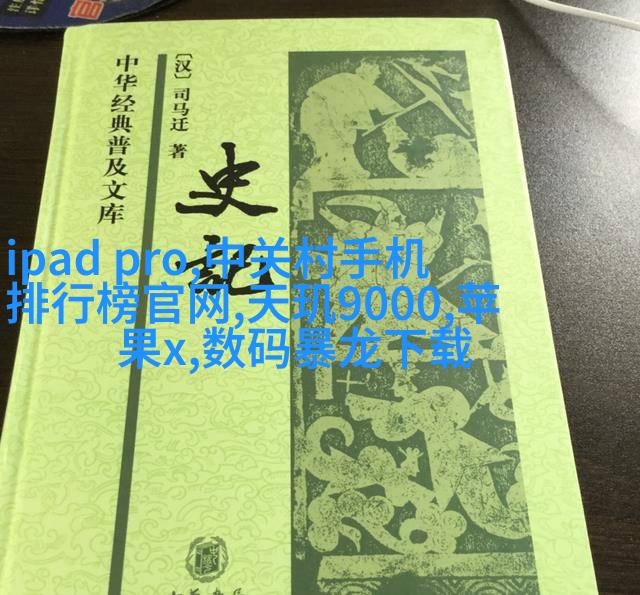 中华经典普及文库
〔汉〕司马迁 著
史记
ipad pro,中关村手机
排行榜官网,天玑9000,苹
果x,数码暴龙下载